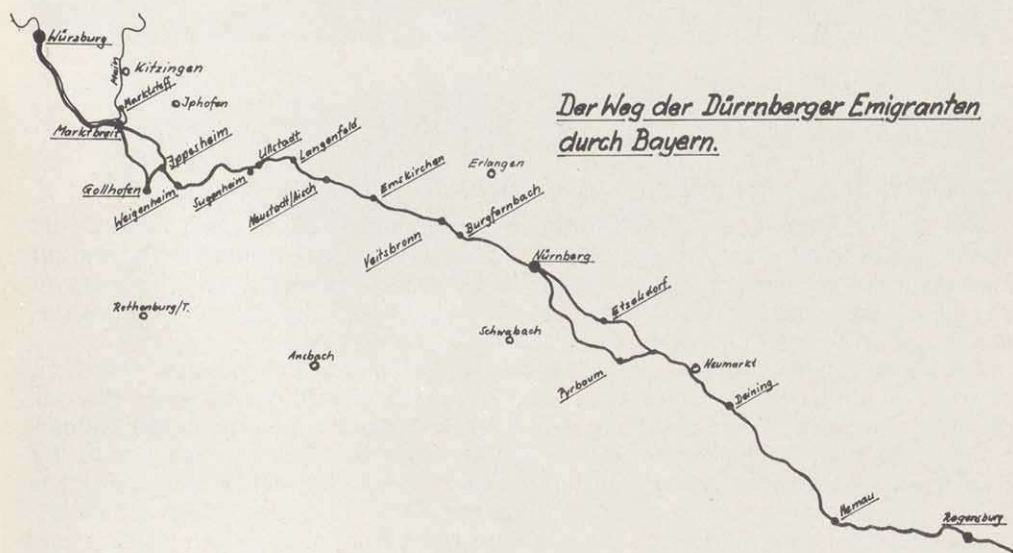 Der Weg der Dürrnberger Emigranten
durch Bayern.
Würzburg
Kitzingen
Main
Marktsteft
Iphofen
Marktbreit
Ippesheim
Gollhofen
Weigenheim
Sugenheim
Ullstadt
Langenfeld
Neustadt/Aisch
Emskirchen
Erlangen
Veitsbronn
Burgfarnbach
Nürnberg
Rothenburg/T.
Ansbach
Schwabach
Etzelsdorf
Pyrbaum
Neumarkt
Deining
Hemau
Regensburg